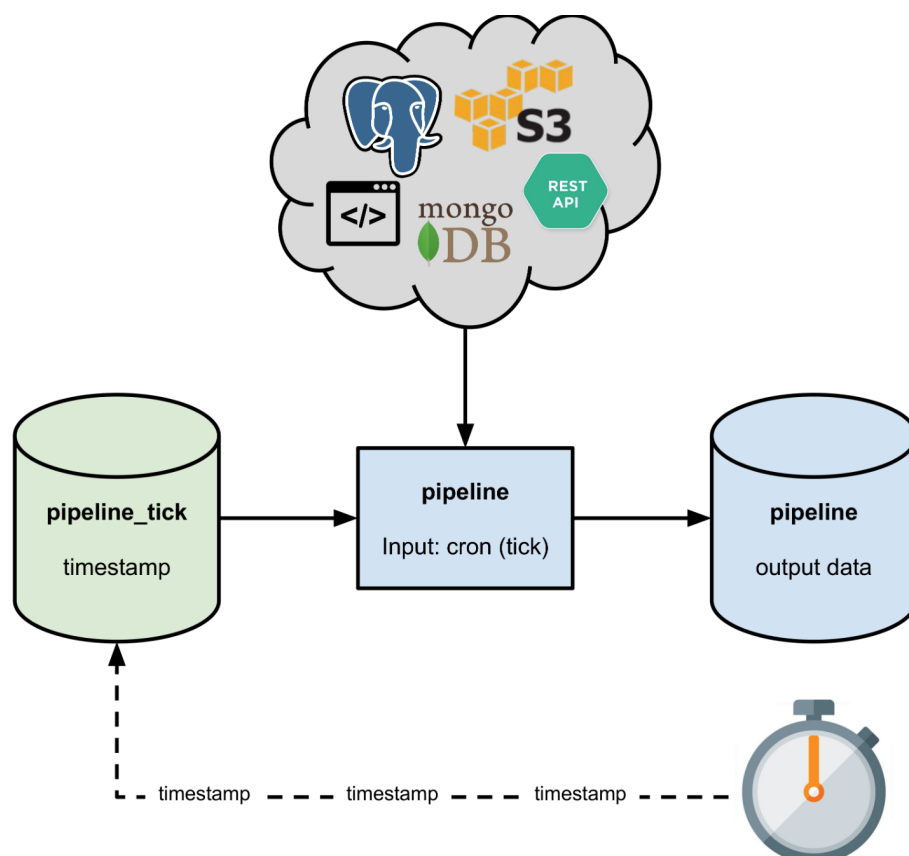 S3
</>
mongo
DB
REST
API
pipeline_tick
timestamp
pipeline
Input: cron (tick)
pipeline
output data
timestamp timestamp timestamp